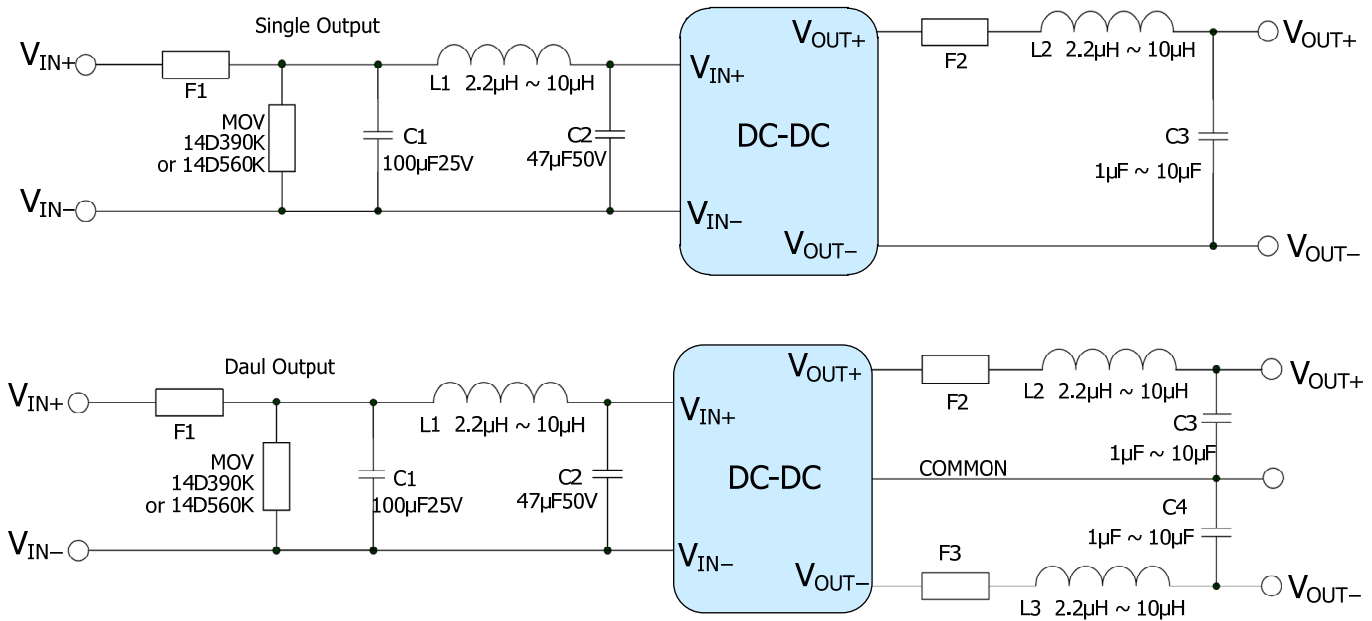 Single Output
VIN+
F1
MOV
14D390K
or 14D560K
C1
100μF25V
L1 2.2μH ~ 10μH
C2
47μF50V
VIN−
VIN+
DC-DC
VIN−
VOUT+
VOUT−
F2
L2 2.2μH ~ 10μH
C3
1μF ~ 10μF
VOUT+
VOUT−
Daul Output
VIN+
F1
MOV
14D390K
or 14D560K
C1
100μF25V
L1 2.2μH ~ 10μH
C2
47μF50V
VIN−
VIN+
DC-DC
VIN−
VOUT+
VOUT−
F2
L2 2.2μH ~ 10μH
C3
1μF ~ 10μF
COMMON
C4
1μF ~ 10μF
F3
L3 2.2μH ~ 10μH
VOUT+
VOUT−